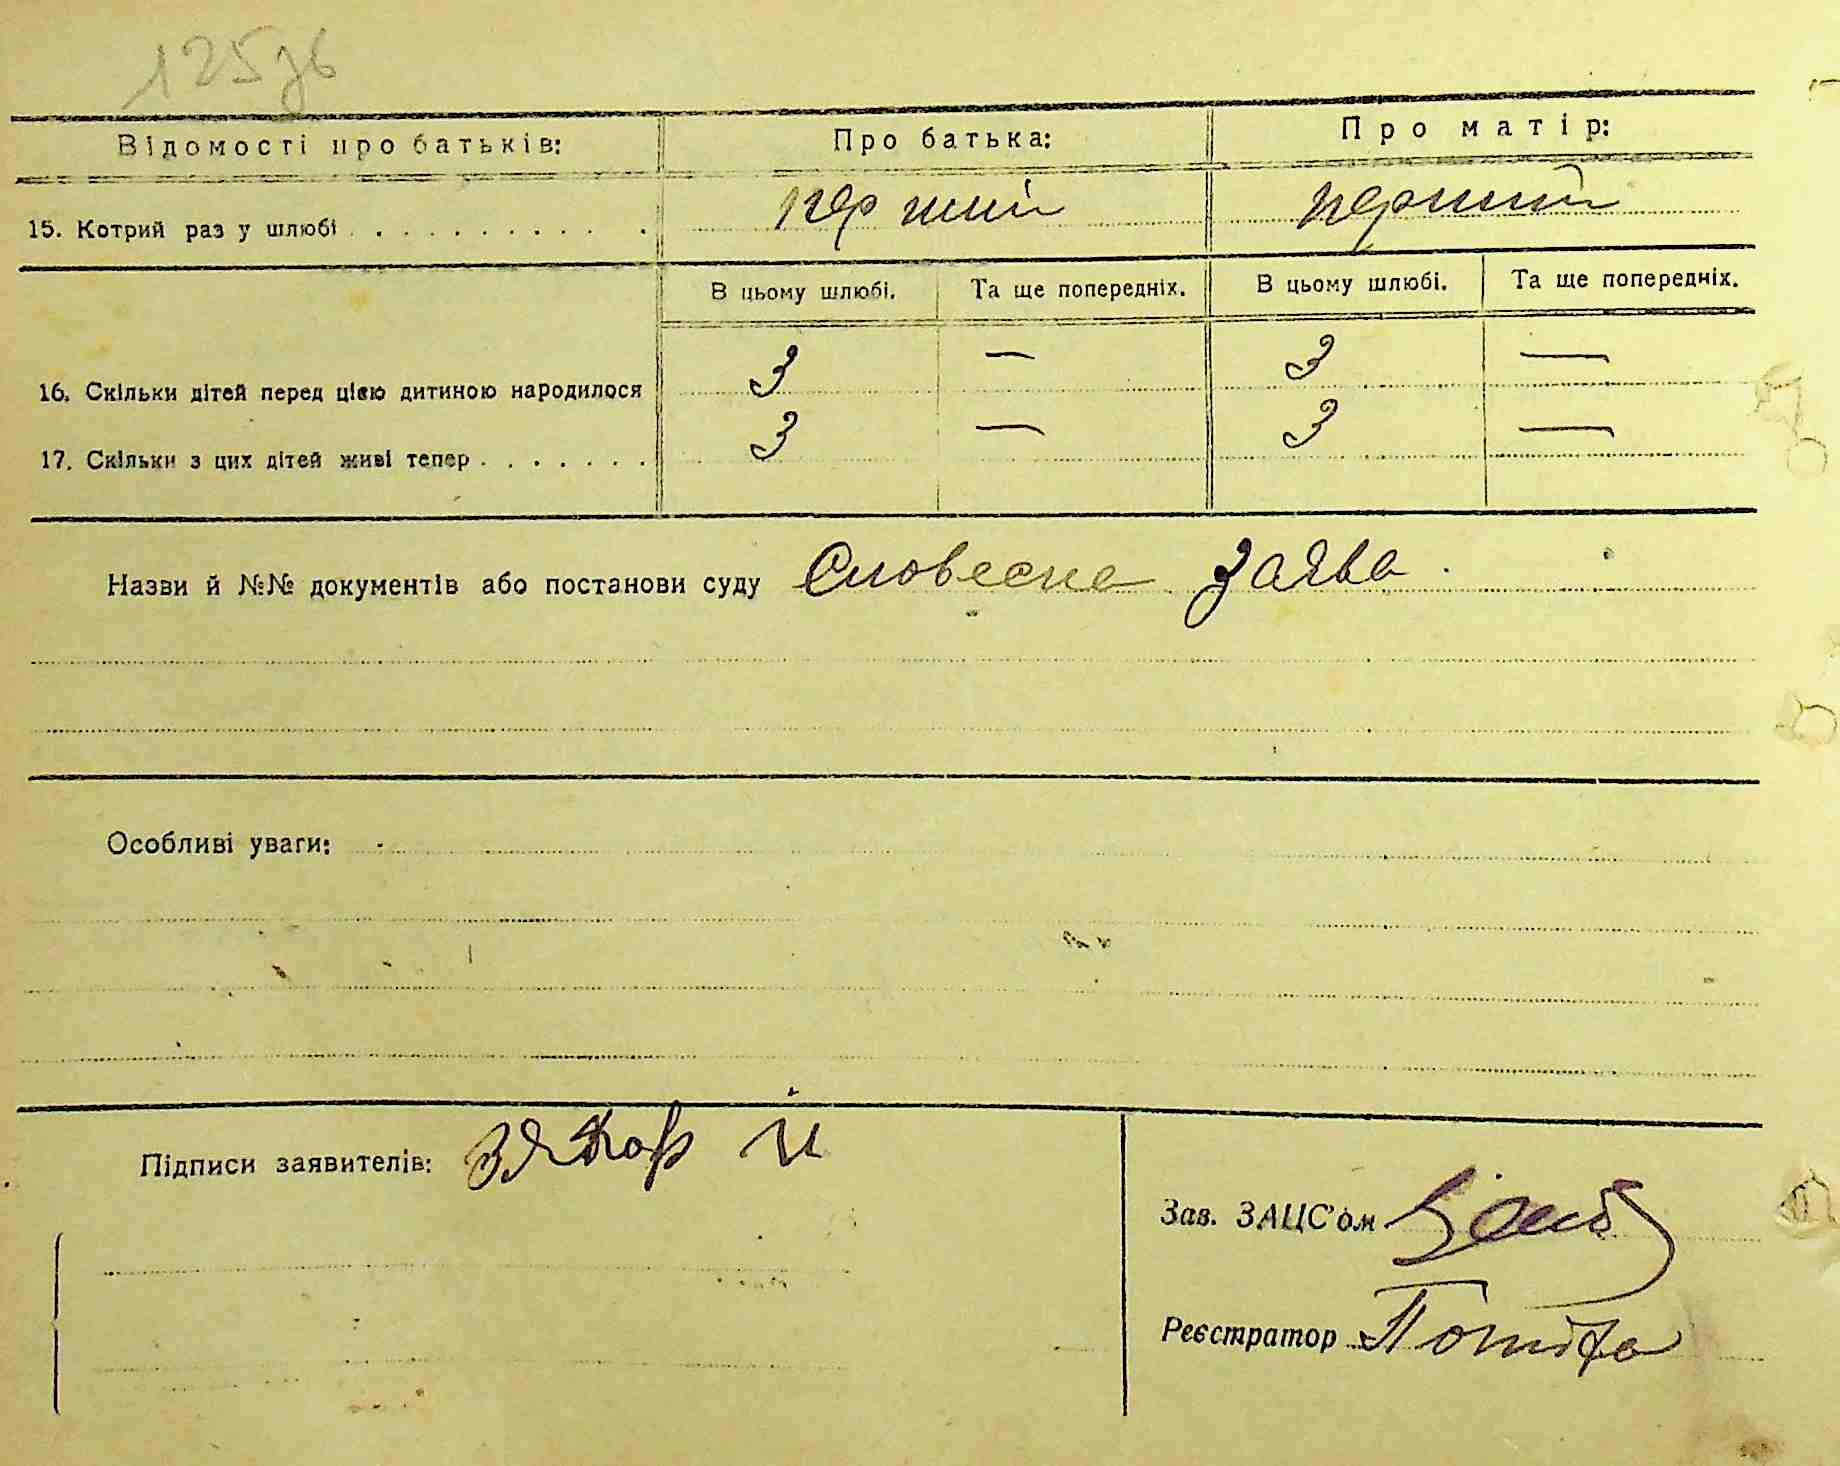 125зв
Відомості про батьків: Про батька: Про матір:
15. Котрий раз у шлюбі . . . . . . . . . . . перший перший
В цьому шлюбі. Та ще попередніх. В цьому шлюбі. Та ще попередніх.
16. Скільки дітей перед цією дитиною народилося 3 — 3 —
17. Скільки з цих дітей живі тепер . . . . . . . 3 — 3 —
Назви й №№ документів або постанови суду Словесне заява.
Особливі уваги:
Підписи заявителів:
Зав. ЗАЦС'ом
Реєстратор